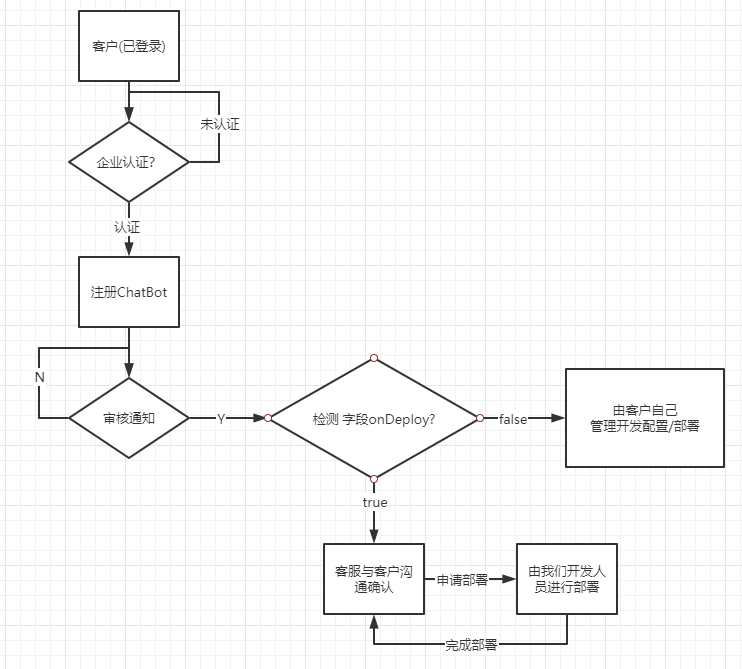 客户(已登录)
未认证
企业认证?
认证
注册ChatBot
N
审核通知
Y
检测 字段onDeploy?
false
由客户自己
管理开发配置/部署
true
客服与客户沟
通确认
申请部署
由我们开发人
员进行部署
完成部署